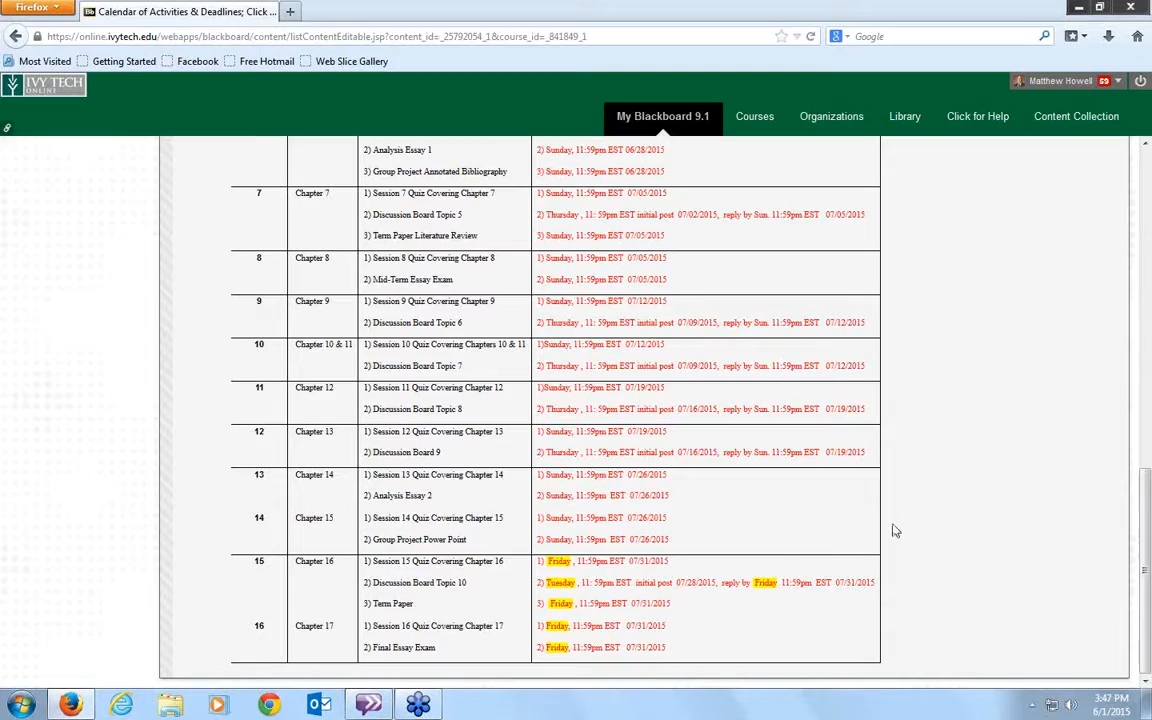 Firefox
Bb Calendar of Activities & Deadlines; Click ...
https://online.ivytech.edu/webapps/blackboard/content/listContentEditable.jsp?content_id=_25792054_1&course_id=_841849_1
Google
Most Visited Getting Started Facebook Free Hotmail Web Slice Gallery
IVY TECH
ONLINE
Matthew Howell 59
My Blackboard 9.1 Courses Organizations Library Click for Help Content Collection
2) Analysis Essay 1 2) Sunday, 11:59pm EST 06/28/2015
3) Group Project Annotated Bibliography 3) Sunday, 11:59pm EST 06/28/2015
7 Chapter 7 1) Session 7 Quiz Covering Chapter 7 1) Sunday, 11:59pm EST 07/05/2015
2) Discussion Board Topic 5 2) Thursday , 11: 59pm EST initial post 07/02/2015, reply by Sun. 11:59pm EST 07/05/2015
3) Term Paper Literature Review 3) Sunday, 11:59pm EST 07/05/2015
8 Chapter 8 1) Session 8 Quiz Covering Chapter 8 1) Sunday, 11:59pm EST 07/05/2015
2) Mid-Term Essay Exam 2) Sunday, 11:59pm EST 07/05/2015
9 Chapter 9 1) Session 9 Quiz Covering Chapter 9 1) Sunday, 11:59pm EST 07/12/2015
2) Discussion Board Topic 6 2) Thursday , 11: 59pm EST initial post 07/09/2015, reply by Sun. 11:59pm EST 07/12/2015
10 Chapter 10 & 11 1) Session 10 Quiz Covering Chapters 10 & 11 1)Sunday, 11:59pm EST 07/12/2015
2) Discussion Board Topic 7 2) Thursday , 11: 59pm EST initial post 07/09/2015, reply by Sun. 11:59pm EST 07/12/2015
11 Chapter 12 1) Session 11 Quiz Covering Chapter 12 1)Sunday, 11:59pm EST 07/19/2015
2) Discussion Board Topic 8 2) Thursday , 11: 59pm EST initial post 07/16/2015, reply by Sun. 11:59pm EST 07/19/2015
12 Chapter 13 1) Session 12 Quiz Covering Chapter 13 1) Sunday, 11:59pm EST 07/19/2015
2) Discussion Board 9 2) Thursday , 11: 59pm EST initial post 07/16/2015, reply by Sun. 11:59pm EST 07/19/2015
13 Chapter 14 1) Session 13 Quiz Covering Chapter 14 1) Sunday, 11:59pm EST 07/26/2015
2) Analysis Essay 2 2) Sunday, 11:59pm EST 07/26/2015
14 Chapter 15 1) Session 14 Quiz Covering Chapter 15 1) Sunday, 11:59pm EST 07/26/2015
2) Group Project Power Point 2) Sunday, 11:59pm EST 07/26/2015
15 Chapter 16 1) Session 15 Quiz Covering Chapter 16 1) Friday , 11:59pm EST 07/31/2015
2) Discussion Board Topic 10 2) Tuesday , 11: 59pm EST initial post 07/28/2015, reply by Friday 11:59pm EST 07/31/2015
3) Term Paper 3) Friday , 11:59pm EST 07/31/2015
16 Chapter 17 1) Session 16 Quiz Covering Chapter 17 1) Friday, 11:59pm EST 07/31/2015
2) Final Essay Exam 2) Friday, 11:59pm EST 07/31/2015
3:47 PM
6/1/2015